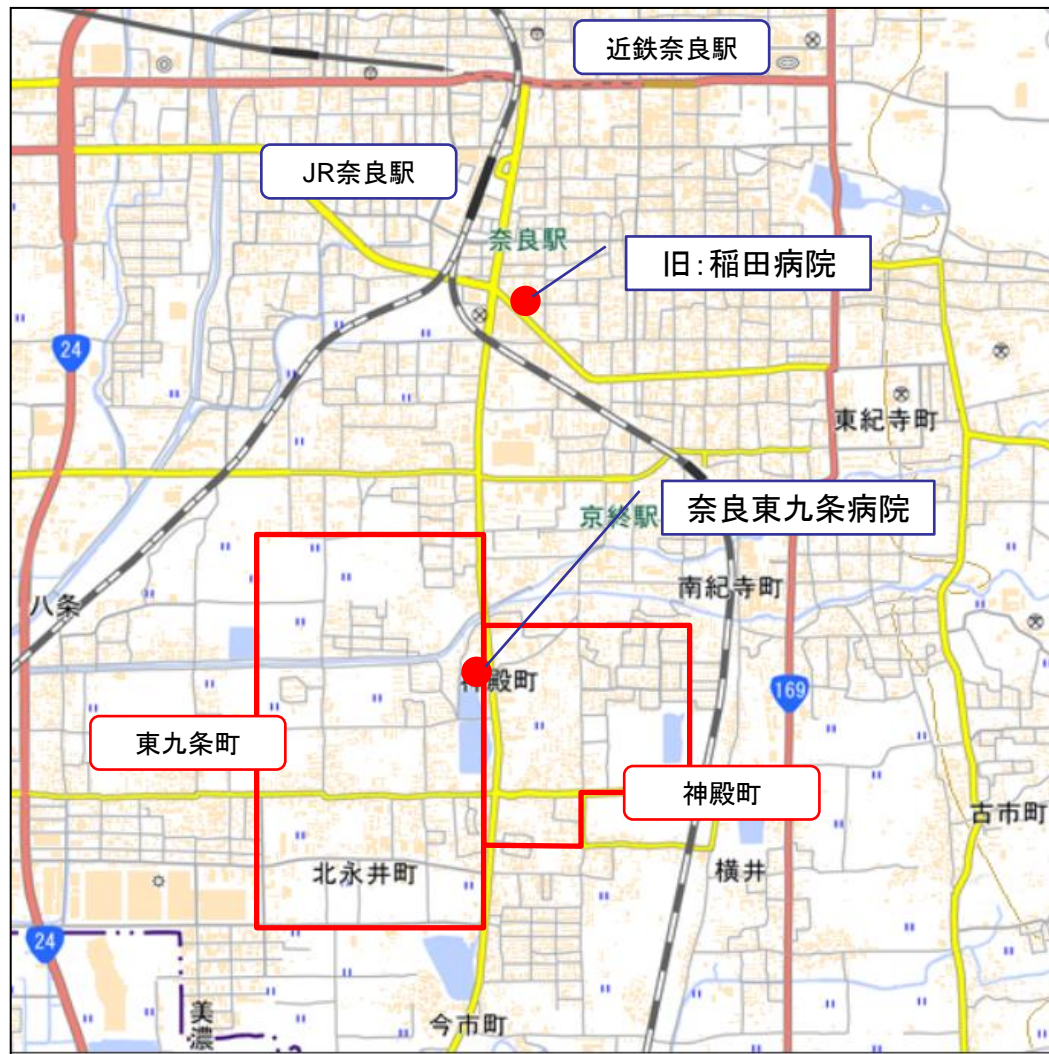 近鉄奈良駅
JR奈良駅
奈良駅
旧：稲田病院
24
東紀寺町
奈良東九条病院
京終駅
南紀寺町
八条
神殿町
169
東九条町
神殿町
古市町
北永井町
横井
24
美濃
今市町